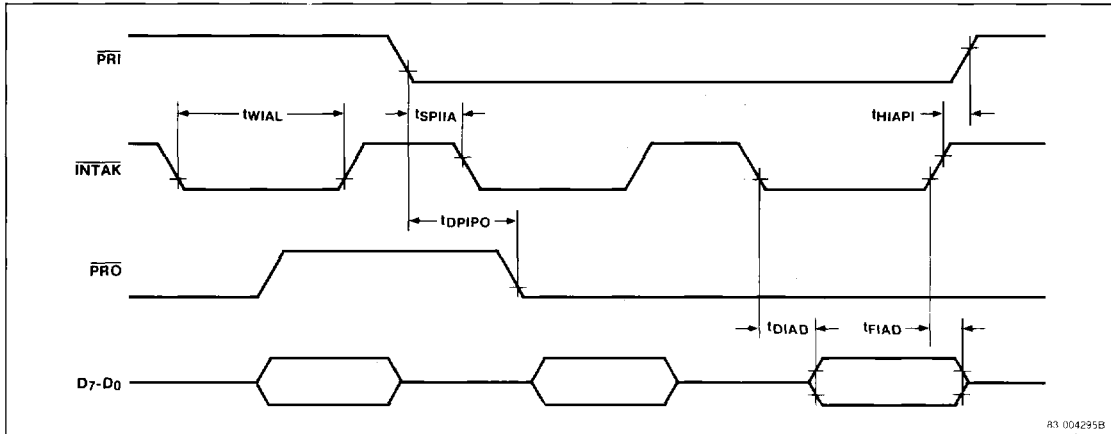 PRI
tWIAL
tSPIIA
tHIAPI
INTAK
tDPIPO
PRO
tDIAD
tFIAD
D7-D0
83 004295B